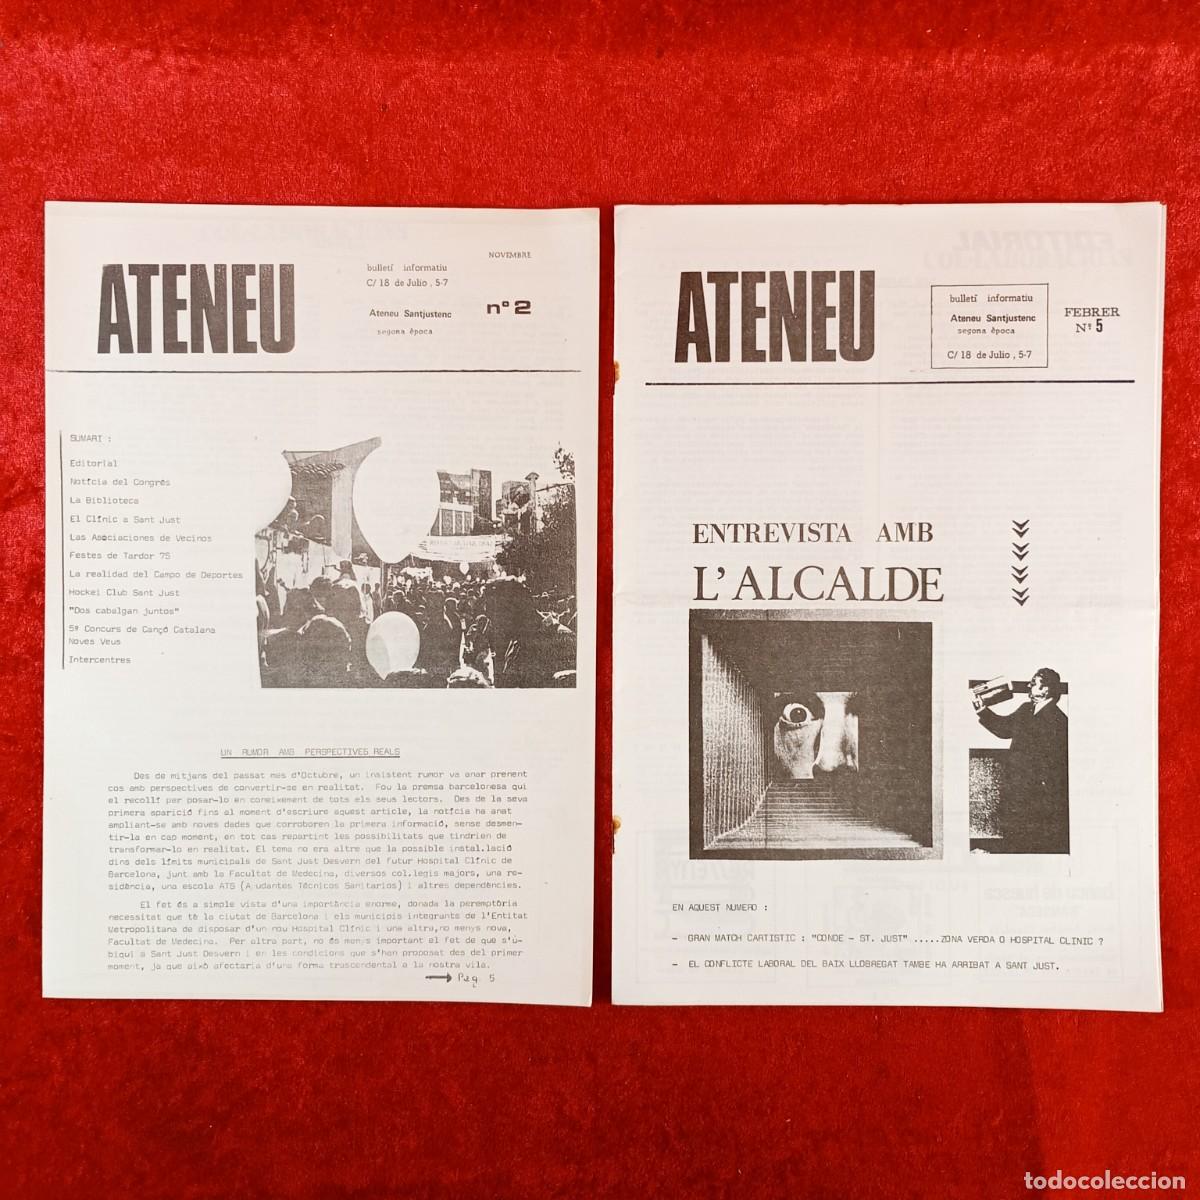 ATENEU
bulletí informatiu
C/ 18 de Julio, 5-7
Ateneu Santjustenc
segona època
NOVEMBRE
nº 2
SUMARI :
Editorial
Notícia del Congrés
La Biblioteca
El Clínic a Sant Just
Las Asociaciones de Vecinos
Festes de Tardor 75
La realidad del Campo de Deportes
Hockei Club Sant Just
"Dos cabalgan juntos"
5º Concurs de Cançó Catalana
Noves Veus
Intercentres
UN RUMOR AMB PERSPECTIVES REALS
Des de mitjans del passat mes d'Octubre, un insistent rumor va anar prenent
cos amb perspectives de convertir-se en realitat. Fou la premsa barcelonesa qui
el recollí per posar-lo en coneixement de tots els seus lectors. Des de la seva
primera aparició fins al moment d'escriure aquest article, la notícia ha anat
ampliant-se amb noves dades que corroboren la primera informació, sense desmen-
tir-la en cap moment, en tot cas repartint les possibilitats que tindrien de
transformar-lo en realitat. El tema no era altre que la possible instal.lació
dins dels límits municipals de Sant Just Desvern del futur Hospital Clínic de
Barcelona, junt amb la Facultat de Medecina, diversos col.legis majors, una re-
sidència, una escola ATS (Ajudantes Técnicos Sanitarios) i altres dependències.
El fet és a simple vista d'una importància enorme, donada la peremptòria
necessitat que té la ciutat de Barcelona i els municipis integrants de l'Entitat
Metropolitana de disposar d'un nou Hospital Clínic i una altra,no menys nova,
Facultat de Medecina. Per altra part, no és menys important el fet de que s'u-
biqui a Sant Just Desvern i en les condicions que s'han proposat des del primer
moment, ja que això afectaria d'una forma trascendental a la nostra vila.
Pag. 5
ATENEU
bulletí informatiu
Ateneu Santjustenc
segona època
C/ 18 de Julio, 5-7
FEBRER
Nº 5
ENTREVISTA AMB
L'ALCALDE
EN AQUEST NUMERO :
- GRAN MATCH CARTISTIC : "CONDE - ST. JUST" .....ZONA VERDA O HOSPITAL CLINIC ?
- EL CONFLICTE LABORAL DEL BAIX LLOBREGAT TAMBE HA ARRIBAT A SANT JUST.
todocoleccion